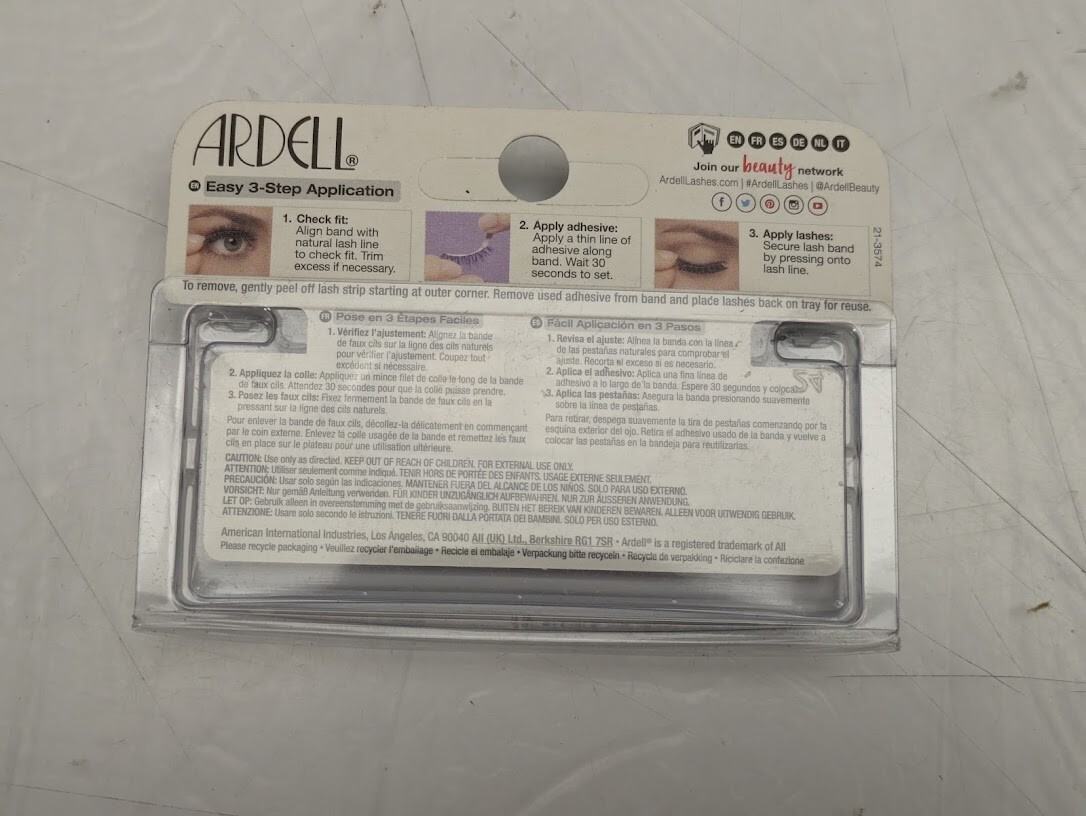 ARDELL®
EN FR ES DE NL IT
Join our beauty network
ArdellLashes.com | #ArdellLashes | @ArdellBeauty
EN Easy 3-Step Application
1. Check fit:
Align band with
natural lash line
to check fit. Trim
excess if necessary.
2. Apply adhesive:
Apply a thin line of
adhesive along
band. Wait 30
seconds to set.
3. Apply lashes:
Secure lash band
by pressing onto
lash line.
21-3574
To remove, gently peel off lash strip starting at outer corner. Remove used adhesive from band and place lashes back on tray for reuse.
FR Pose en 3 Étapes Faciles
1. Vérifiez l'ajustement: Alignez la bande
de faux cils sur la ligne des cils naturels
pour vérifier l'ajustement. Coupez tout
excédent si nécessaire.
2. Appliquez la colle: Appliquez un mince filet de colle le long de la bande
de faux cils. Attendez 30 secondes pour que la colle puisse prendre.
3. Posez les faux cils: Fixez fermement la bande de faux cils en la
pressant sur la ligne des cils naturels.
Pour enlever la bande de faux cils, décollez-la délicatement en commençant
par le coin externe. Enlevez la colle usagée de la bande et remettez les faux
cils en place sur le plateau pour une utilisation ultérieure.
ES Fácil Aplicación en 3 Pasos
1. Revisa el ajuste: Alinea la banda con la línea
de las pestañas naturales para comprobar el
ajuste. Recorta el exceso si es necesario.
2. Aplica el adhesivo: Aplica una fina línea de
adhesivo a lo largo de la banda. Espere 30 segundos y colocar.
3. Aplica las pestañas: Asegura la banda presionando suavemente
sobre la línea de pestañas.
Para retirar, despega suavemente la tira de pestañas comenzando por la
esquina exterior del ojo. Retira el adhesivo usado de la banda y vuelve a
colocar las pestañas en la bandeja para reutilizarlas.
CAUTION: Use only as directed. KEEP OUT OF REACH OF CHILDREN. FOR EXTERNAL USE ONLY.
ATTENTION: Utiliser seulement comme indiqué. TENIR HORS DE PORTÉE DES ENFANTS. USAGE EXTERNE SEULEMENT.
PRECAUCIÓN: Usar solo según las indicaciones. MANTENER FUERA DEL ALCANCE DE LOS NIÑOS. SOLO PARA USO EXTERNO.
VORSICHT: Nur gemäß Anleitung verwenden. FÜR KINDER UNZUGÄNGLICH AUFBEWAHREN. NUR ZUR ÄUSSEREN ANWENDUNG.
LET OP: Gebruik alleen in overeenstemming met de gebruiksaanwijzing. BUITEN HET BEREIK VAN KINDEREN BEWAREN. ALLEEN VOOR UITWENDIG GEBRUIK.
ATTENZIONE: Usare solo secondo le istruzioni. TENERE FUORI DALLA PORTATA DEI BAMBINI. SOLO PER USO ESTERNO.
American International Industries, Los Angeles, CA 90040 AII (UK) Ltd., Berkshire RG1 7SR • Ardell® is a registered trademark of AII
Please recycle packaging • Veuillez recycler l'emballage • Recicle el embalaje • Verpackung bitte recyceln • Recycle de verpakking • Riciclare la confezione